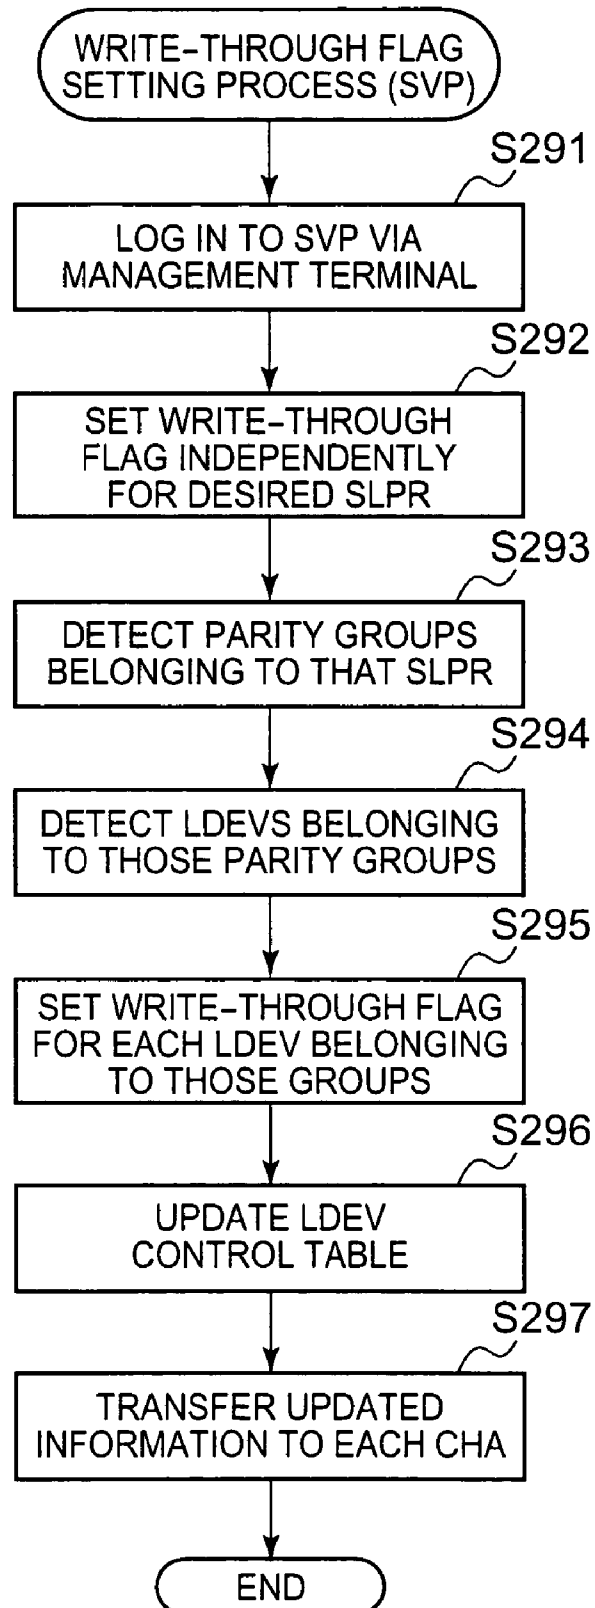 WRITE-THROUGH FLAG
SETTING PROCESS (SVP)
S291
LOG IN TO SVP VIA
MANAGEMENT TERMINAL
S292
SET WRITE-THROUGH
FLAG INDEPENDENTLY
FOR DESIRED SLPR
S293
DETECT PARITY GROUPS
BELONGING TO THAT SLPR
S294
DETECT LDEVS BELONGING
TO THOSE PARITY GROUPS
S295
SET WRITE-THROUGH FLAG
FOR EACH LDEV BELONGING
TO THOSE GROUPS
S296
UPDATE LDEV
CONTROL TABLE
S297
TRANSFER UPDATED
INFORMATION TO EACH CHA
END